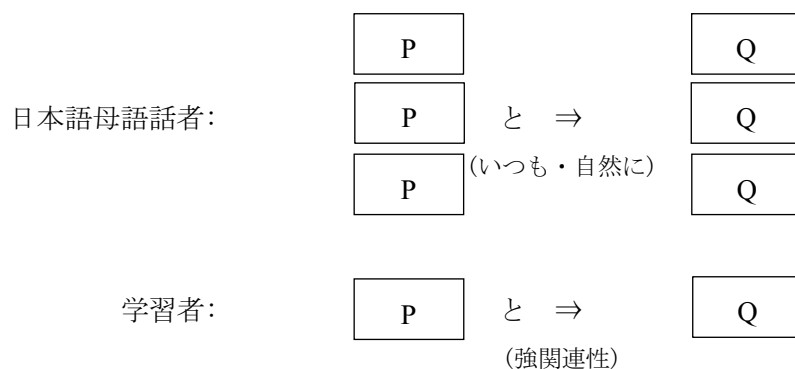 P Q
日本語母語話者： P と ⇒ Q
(いつも・自然に)
P Q
学習者： P と ⇒ Q
(強関連性)